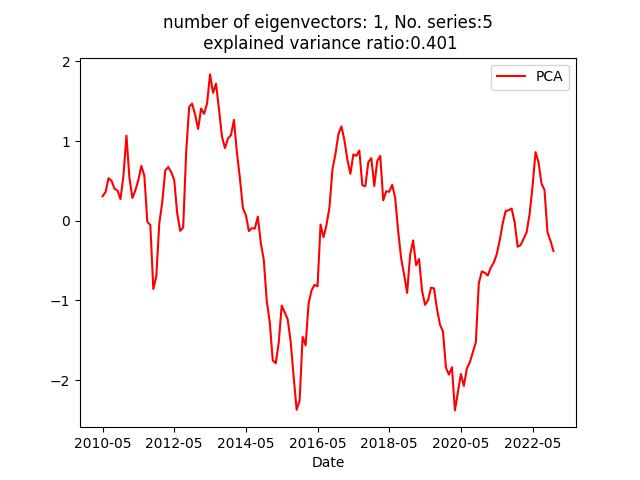 number of eigenvectors: 1, No. series:5
explained variance ratio:0.401
PCA
2
1
0
−1
−2
2010-05 2012-05 2014-05 2016-05 2018-05 2020-05 2022-05
Date